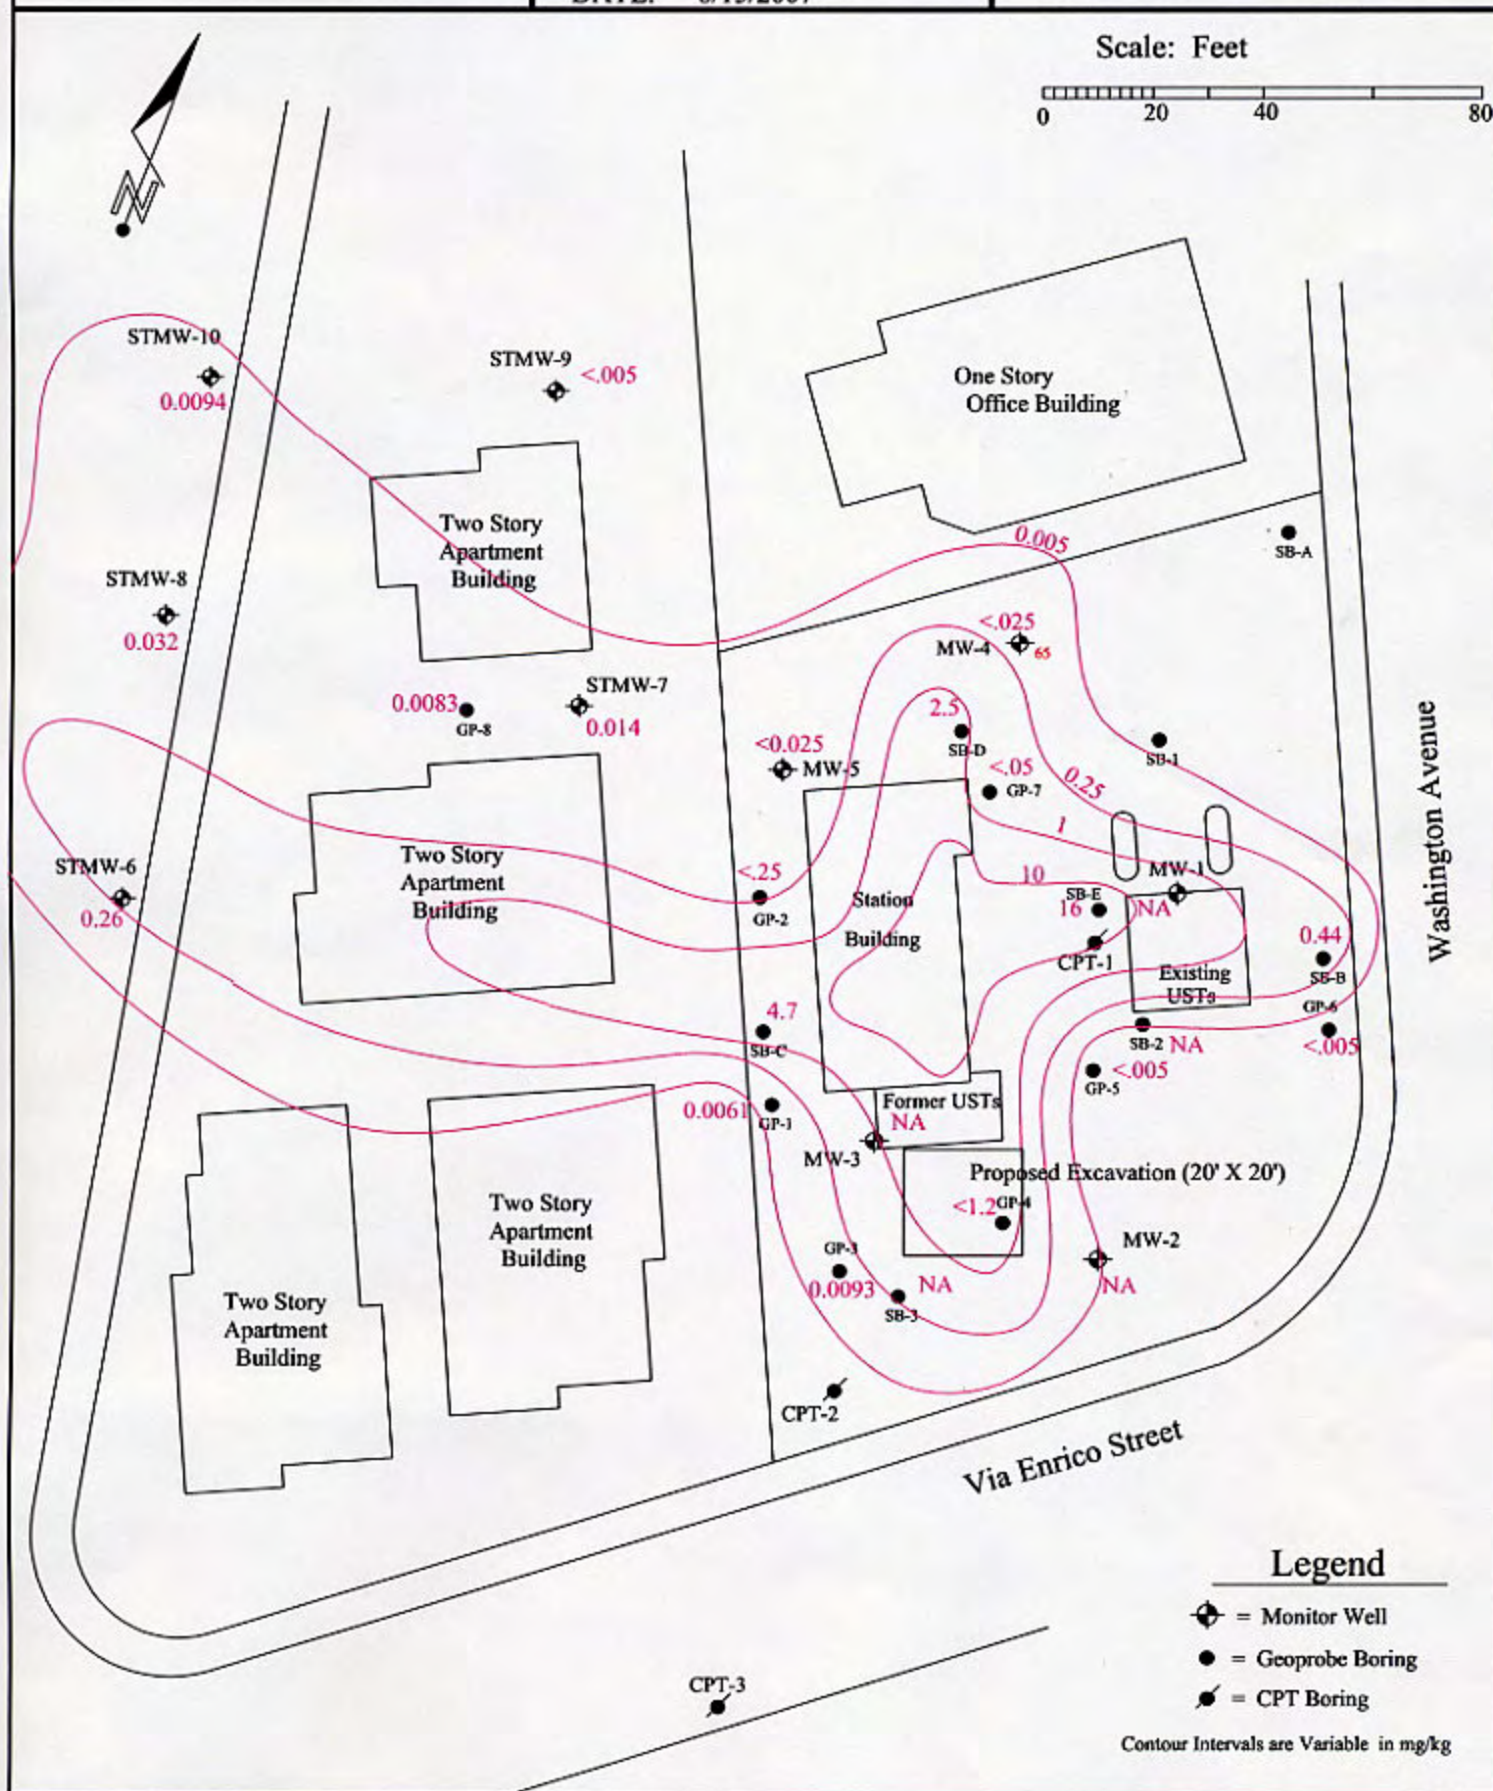 Scale: Feet
0 20 40 80
N
STMW-10
0.0094
STMW-9
<.005
One Story
Office Building
Two Story
Apartment
Building
0.005
SB-A
STMW-8
0.032
<.025
MW-4
65
STMW-7
0.0083
GP-8
0.014
2.5
SB-D
<0.025
MW-5
<.05
GP-7
SB-1
0.25
1
Washington Avenue
STMW-6
0.26
Two Story
Apartment
Building
<.25
GP-2
Station
Building
10
SB-E
16
MW-1
NA
CPT-1
Existing
USTs
0.44
SB-B
GP-6
<.005
4.7
SB-C
SB-2
NA
GP-5
<.005
0.0061
GP-1
Former USTs
NA
MW-3
Proposed Excavation (20' X 20')
<1.2
GP-4
MW-2
NA
Two Story
Apartment
Building
GP-3
0.0093
NA
SB-3
Two Story
Apartment
Building
CPT-2
Via Enrico Street
Legend
= Monitor Well
= Geoprobe Boring
= CPT Boring
CPT-3
Contour Intervals are Variable in mg/kg